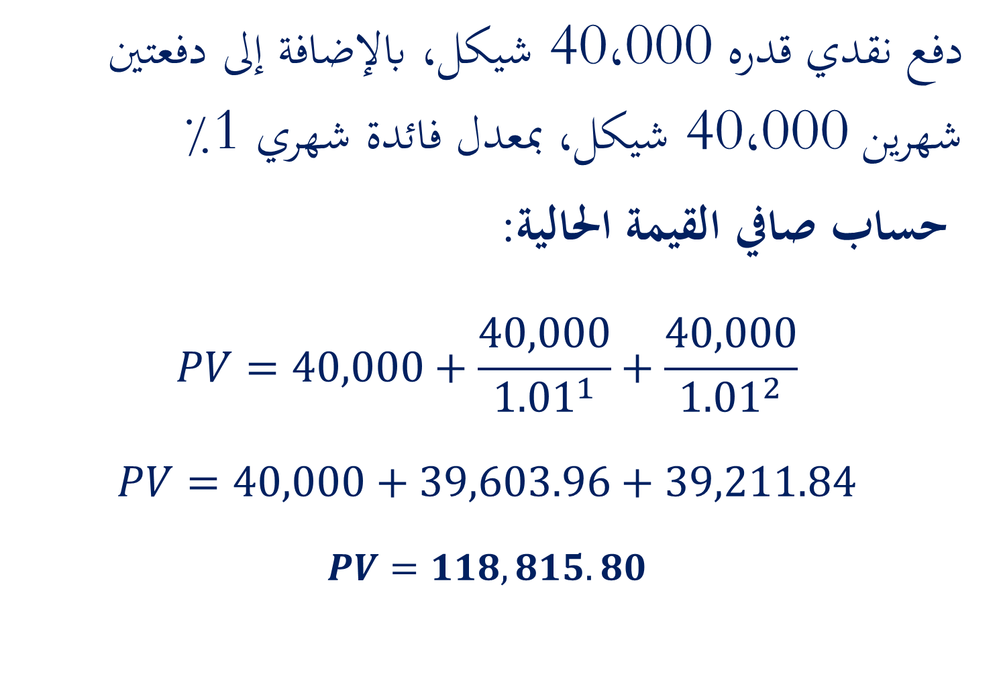 دفع نقدي قدره 40،000 شيكل، بالإضافة إلى دفعتين
شهرين 40،000 شيكل، بمعدل فائدة شهري 1٪
حساب صافي القيمة الحالية:
PV = 40,000 + \frac{40,000}{1.01^1} + \frac{40,000}{1.01^2}
PV = 40,000 + 39,603.96 + 39,211.84
PV = 118,815.80